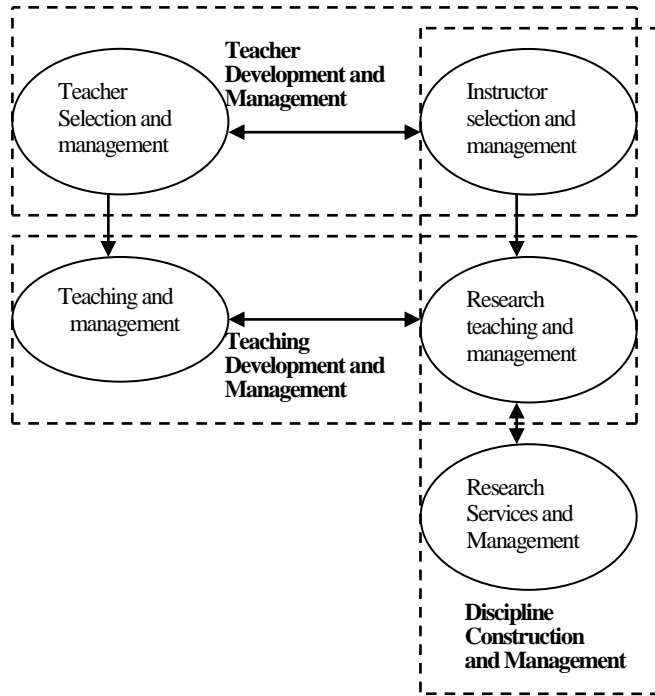 Teacher
Selection and
management
Teacher
Development and
Management
Instructor
selection and
management
Teaching and
management
Teaching
Development and
Management
Research
teaching and
management
Research
Services and
Management
Discipline
Construction
and Management